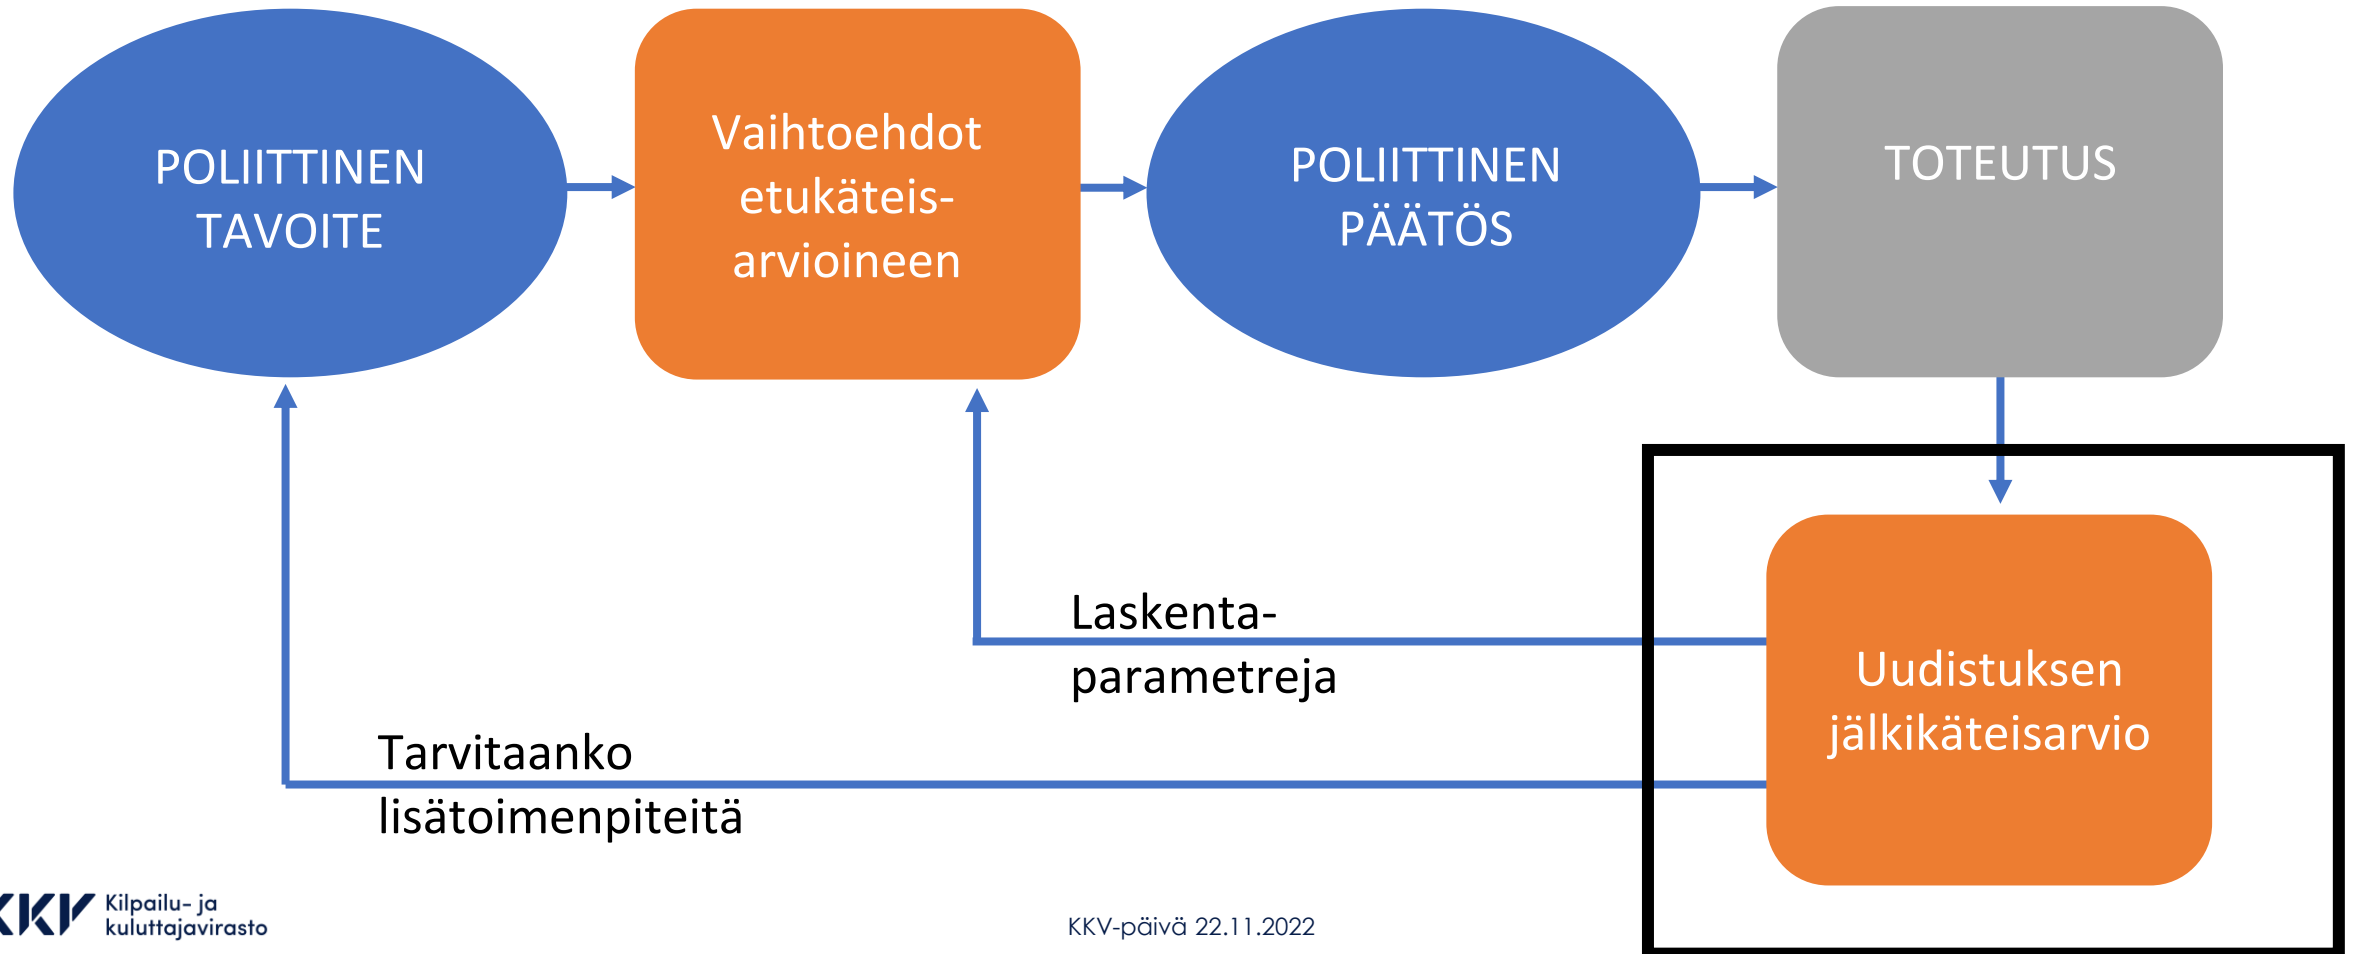 POLIITTINEN
TAVOITE
Vaihtoehdot
etukäteis-
arvioineen
POLIITTINEN
PÄÄTÖS
TOTEUTUS
Laskenta-
parametreja
Uudistuksen
jälkikäteisarvio
Tarvitaanko
lisätoimenpiteitä
KKV
Kilpailu- ja
kuluttajavirasto
KKV-päivä 22.11.2022